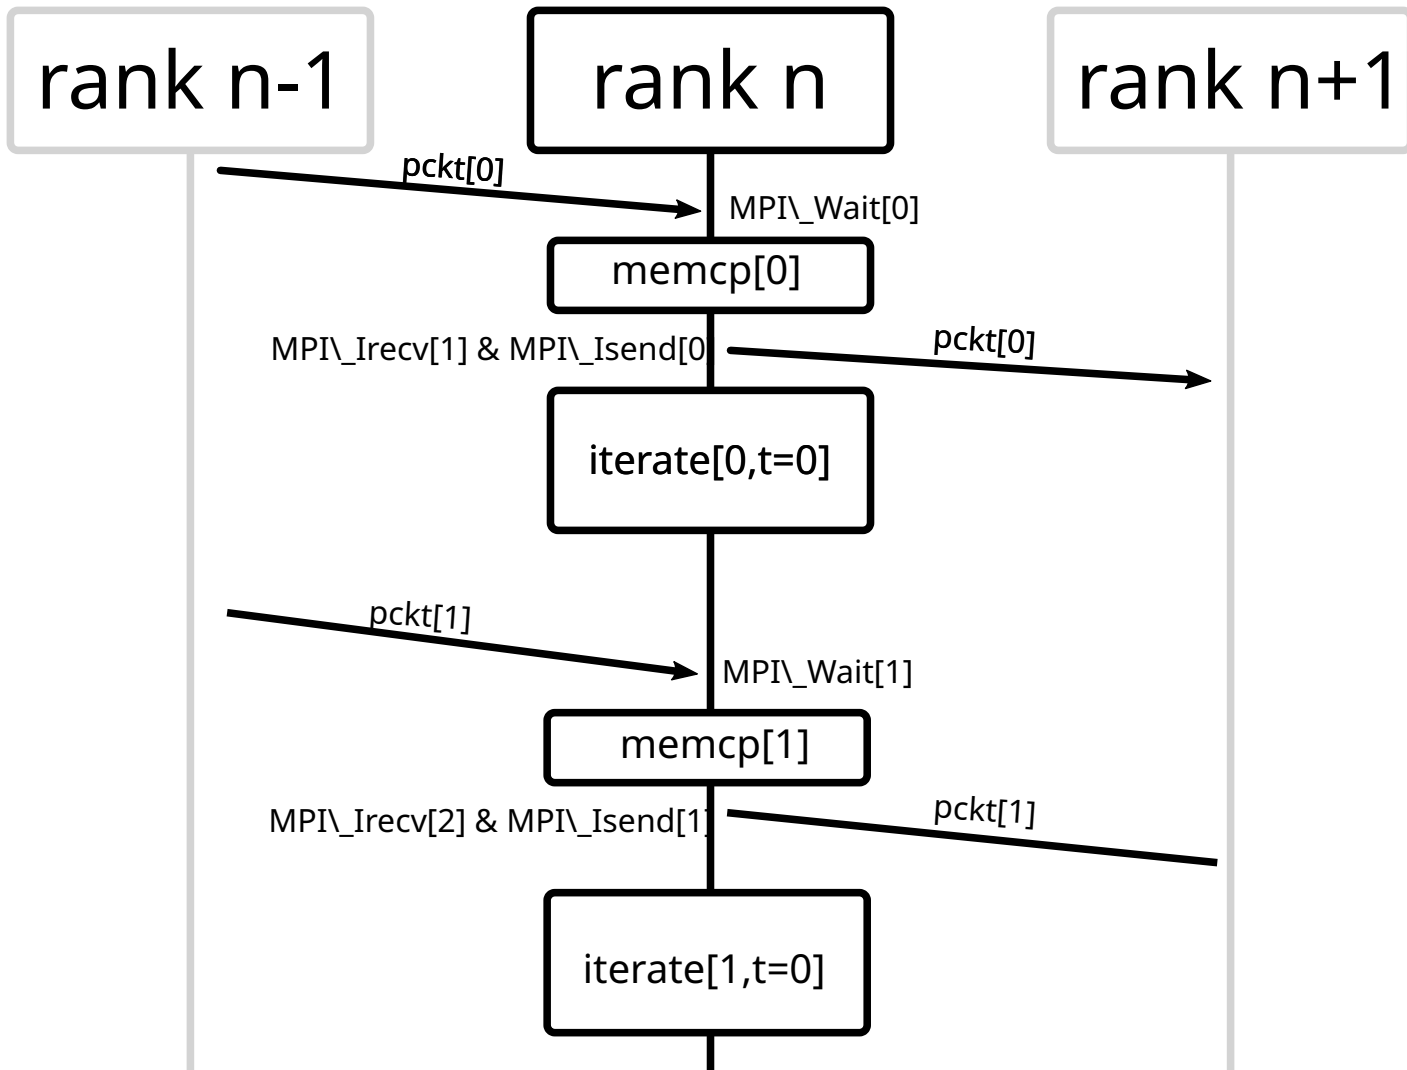 rank n-1
rank n
rank n+1
pckt[0]
MPI\_Wait[0]
memcp[0]
MPI\_Irecv[1] & MPI\_Isend[0]
pckt[0]
iterate[0,t=0]
pckt[1]
MPI\_Wait[1]
memcp[1]
MPI\_Irecv[2] & MPI\_Isend[1]
pckt[1]
iterate[1,t=0]